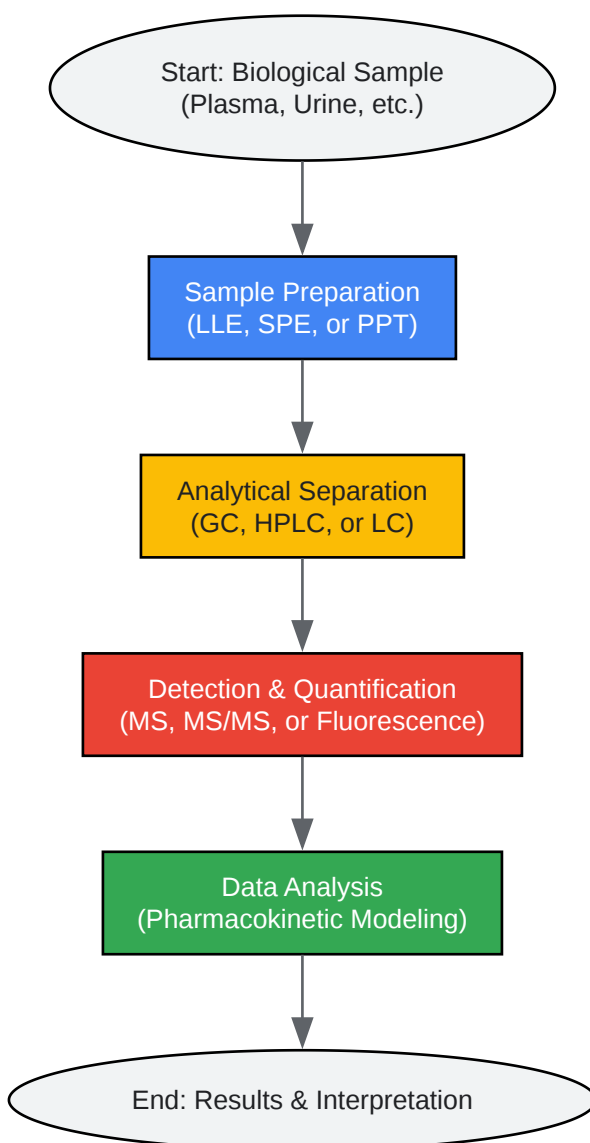 Start: Biological Sample
(Plasma, Urine, etc.)
Sample Preparation
(LLE, SPE, or PPT)
Analytical Separation
(GC, HPLC, or LC)
Detection & Quantification
(MS, MS/MS, or Fluorescence)
Data Analysis
(Pharmacokinetic Modeling)
End: Results & Interpretation